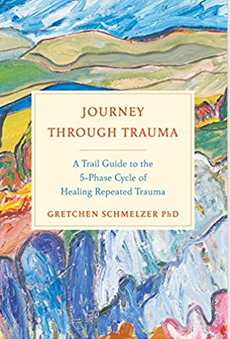 JOURNEY
THROUGH TRAUMA
A Trail Guide to the
5-Phase Cycle of
Healing Repeated Trauma
GRETCHEN SCHMELZER PhD